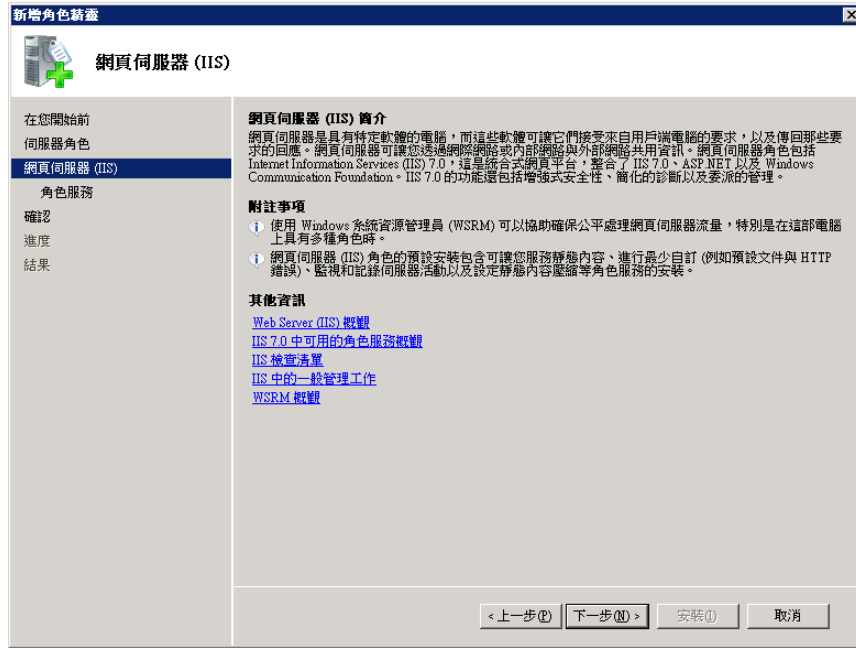 新增角色精靈
網頁伺服器 (IIS)
在您開始前
伺服器角色
網頁伺服器 (IIS)
角色服務
確認
進度
結果
網頁伺服器 (IIS) 簡介
網頁伺服器是具有特定軟體的電腦，而這些軟體可讓它們接受來自用戶端電腦的要求，以及傳回那些要
求的回應。網頁伺服器可讓您透過網際網路或內部網路與外部網路共用資訊。網頁伺服器角色包括
Internet Information Services (IIS) 7.0，這是統合式網頁平台，整合了 IIS 7.0、ASP.NET 以及 Windows
Communication Foundation。IIS 7.0 的功能還包括增強式安全性、簡化的診斷以及委派的管理。
附註事項
使用 Windows 系統資源管理員 (WSRM) 可以協助確保公平處理網頁伺服器流量，特別是在這部電腦
上具有多種角色時。
網頁伺服器 (IIS) 角色的預設安裝包含可讓您服務靜態內容、進行最少自訂 (例如預設文件與 HTTP
錯誤)、監視和記錄伺服器活動以及設定靜態內容壓縮等角色服務的安裝。
其他資訊
Web Server (IIS) 概觀
IIS 7.0 中可用的角色服務概觀
IIS 檢查清單
IIS 中的一般管理工作
WSRM 概觀
< 上一步(P) 下一步(N) > 安裝(I) 取消